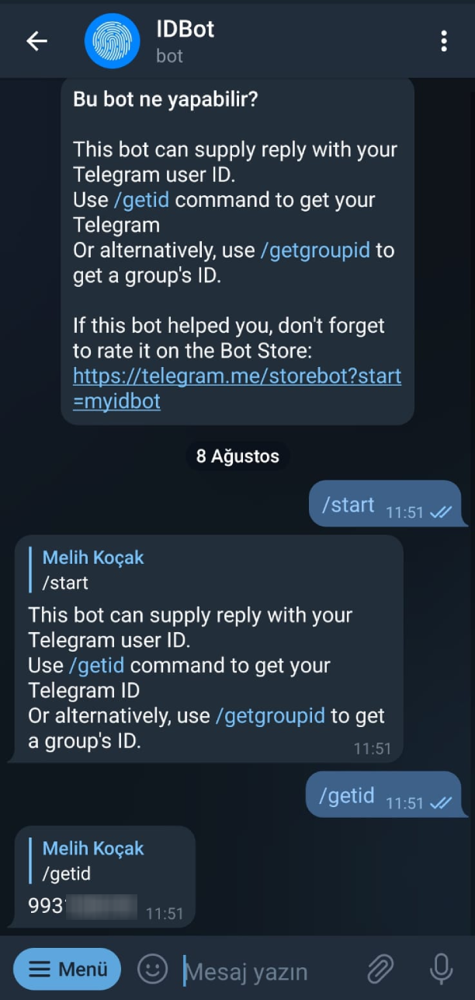 IDBot
bot
Bu bot ne yapabilir?
This bot can supply reply with your
Telegram user ID.
Use /getid command to get your
Telegram
Or alternatively, use /getgroupid to
get a group's ID.
If this bot helped you, don't forget
to rate it on the Bot Store:
https://telegram.me/storebot?start
=myidbot
8 Ağustos
/start 11:51
Melih Koçak
/start
This bot can supply reply with your
Telegram user ID.
Use /getid command to get your
Telegram ID
Or alternatively, use /getgroupid to get
a group's ID.
11:51
/getid 11:51
Melih Koçak
/getid
993
11:51
Menü
Mesaj yazın